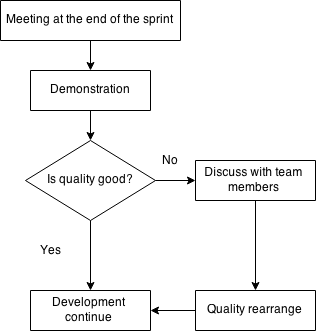 Meeting at the end of the sprint
Demonstration
Is quality good?
No
Discuss with team
members
Yes
Development
continue
Quality rearrange